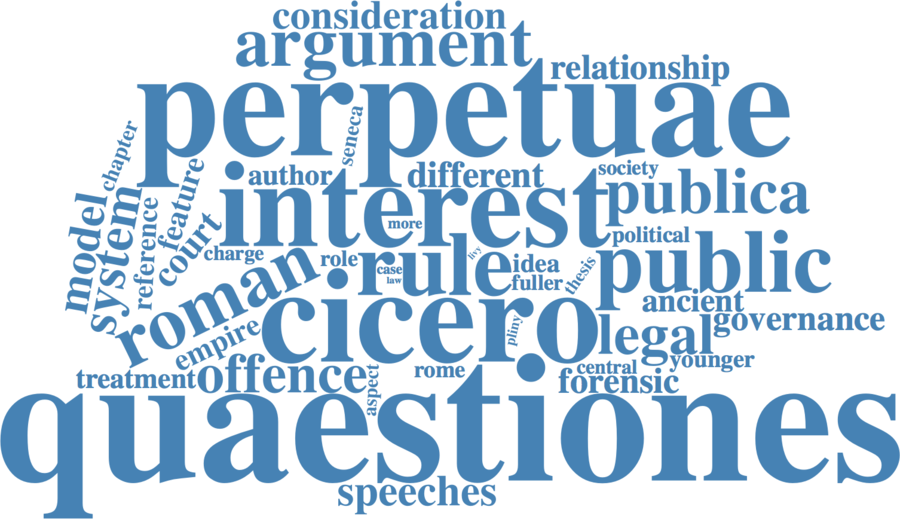 consideration
argument
relationship
perpetuae
seneca
chapter
author
different
society
interest
publica
model
system
reference
feature
court
more
political
charge
role
rule
case
law
livy
idea
fuller
thesis
public
roman
empire
cicero
pliny
ancient
governance
legal
younger
treatment
offence
aspect
rome
central
forensic
quaestiones
speeches